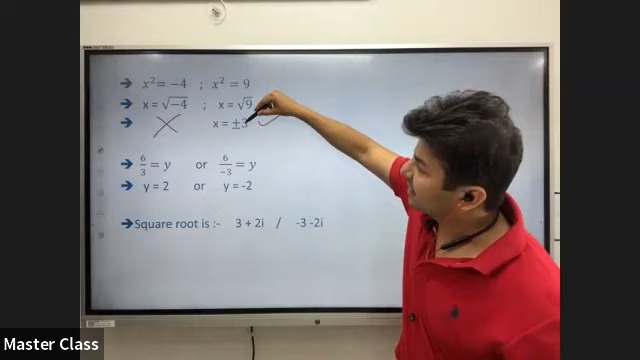 ➔ x² = −4 ; x² = 9
➔ x = √−4 ; x = √9
➔ x = ±3
➔ 6/3 = y or 6/−3 = y
➔ y = 2 or y = -2
➔ Square root is :- 3 + 2i / -3 -2i
Master Class